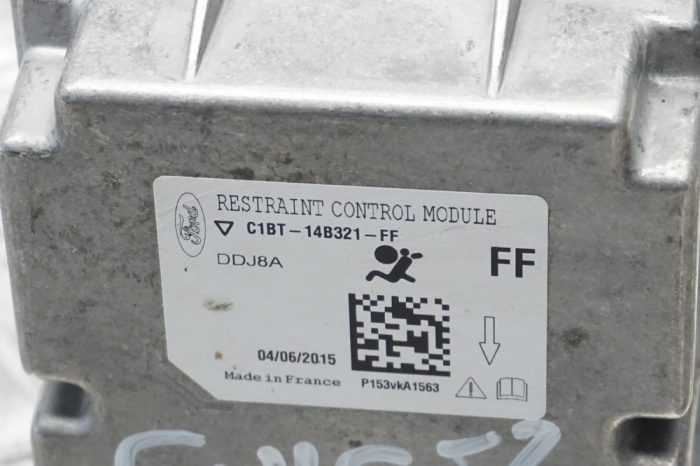 Ford
RESTRAINT CONTROL MODULE
C1BT-14B321-FF
DDJ8A
FF
04/06/2015
Made in France
P153vkA1563